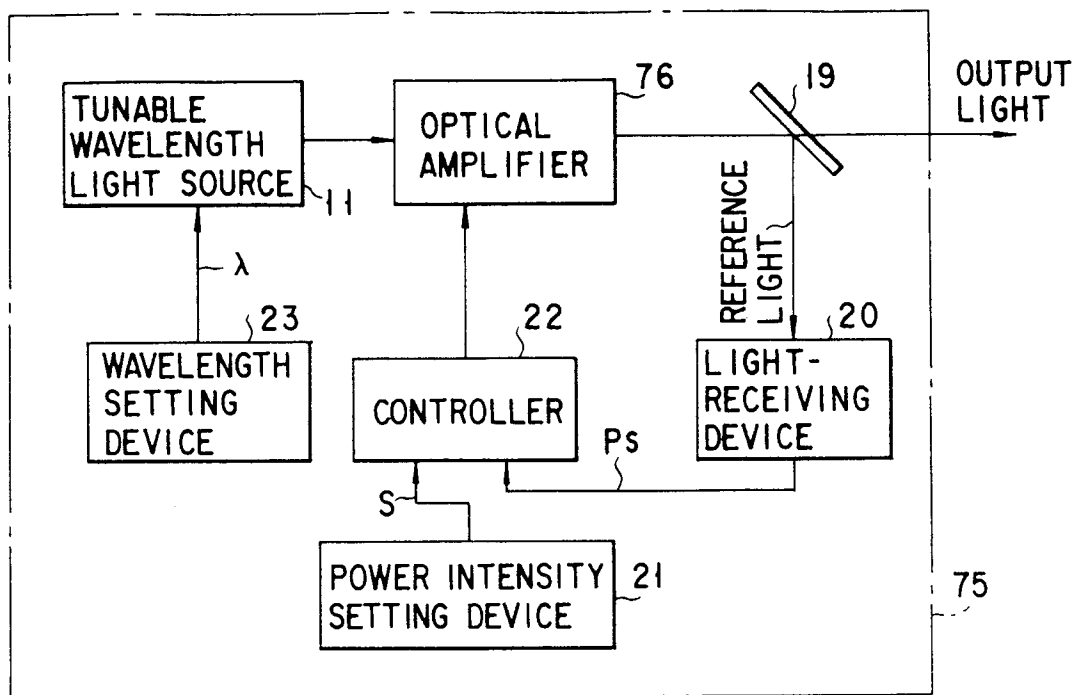 TUNABLE
WAVELENGTH
LIGHT SOURCE
11
OPTICAL
AMPLIFIER
76
19
OUTPUT
LIGHT
REFERENCE
LIGHT
λ
23
WAVELENGTH
SETTING
DEVICE
22
CONTROLLER
20
LIGHT-
RECEIVING
DEVICE
Ps
S
POWER INTENSITY
SETTING DEVICE
21
75